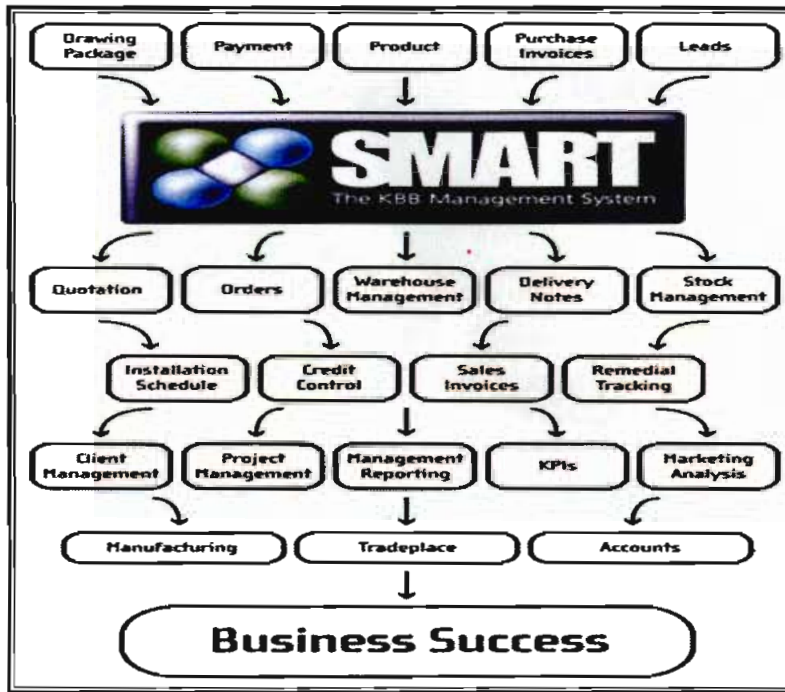 Drawing
Package
Payment
Product
Purchase
Invoices
Leads
SMART
The KBB Management System
Quotation
Orders
Warehouse
Management
Delivery
Notes
Stock
Management
Installation
Schedule
Credit
Control
Sales
Invoices
Remedial
Tracking
Client
Management
Project
Management
Management
Reporting
KPIs
Marketing
Analysis
Manufacturing
Tradeplace
Accounts
Business Success